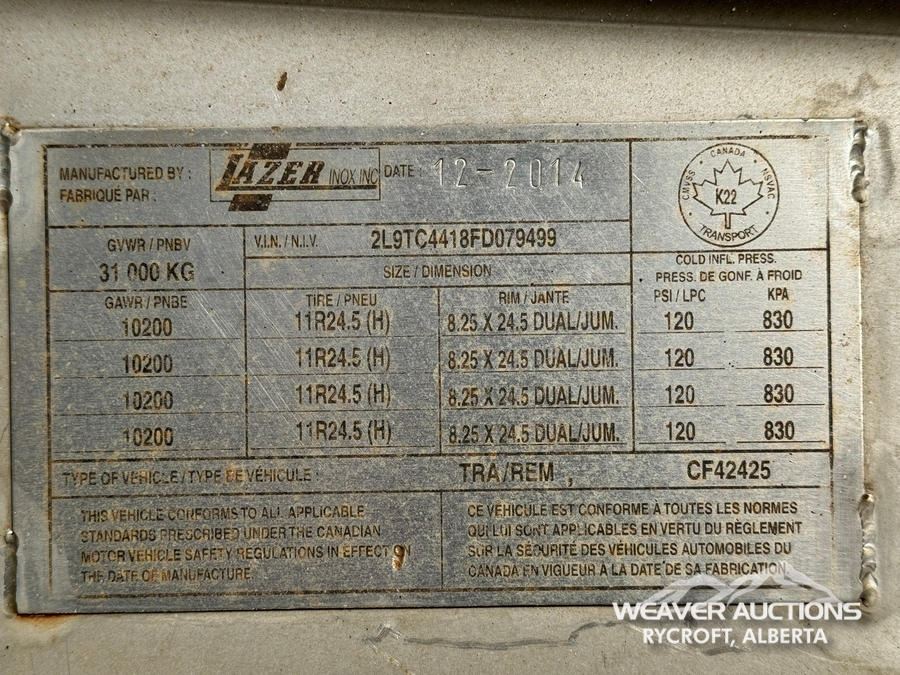 MANUFACTURED BY :
FABRIQUÉ PAR :
LAZER INOX INC
DATE : 12-2014
CANADA
CMVSS NSVAC
K22
TRANSPORT
GVWR / PNBV
31 000 KG
V.I.N. / N.I.V. 2L9TC4418FD079499
SIZE / DIMENSION
COLD INFL. PRESS.
PRESS. DE GONF. À FROID
GAWR / PNBE TIRE / PNEU RIM / JANTE PSI / LPC KPA
10200 11R24.5 (H) 8.25 X 24.5 DUAL/JUM. 120 830
10200 11R24.5 (H) 8.25 X 24.5 DUAL/JUM. 120 830
10200 11R24.5 (H) 8.25 X 24.5 DUAL/JUM. 120 830
10200 11R24.5 (H) 8.25 X 24.5 DUAL/JUM. 120 830
TYPE OF VEHICLE / TYPE DE VÉHICULE : TRA/REM , CF42425
THIS VEHICLE CONFORMS TO ALL APPLICABLE
STANDARDS PRESCRIBED UNDER THE CANADIAN
MOTOR VEHICLE SAFETY REGULATIONS IN EFFECT ON
THE DATE OF MANUFACTURE.
CE VÉHICULE EST CONFORME À TOUTES LES NORMES
QUI LUI SONT APPLICABLES EN VERTU DU RÈGLEMENT
SUR LA SÉCURITÉ DES VÉHICULES AUTOMOBILES DU
CANADA EN VIGUEUR À LA DATE DE SA FABRICATION.
WEAVER AUCTIONS
RYCROFT, ALBERTA